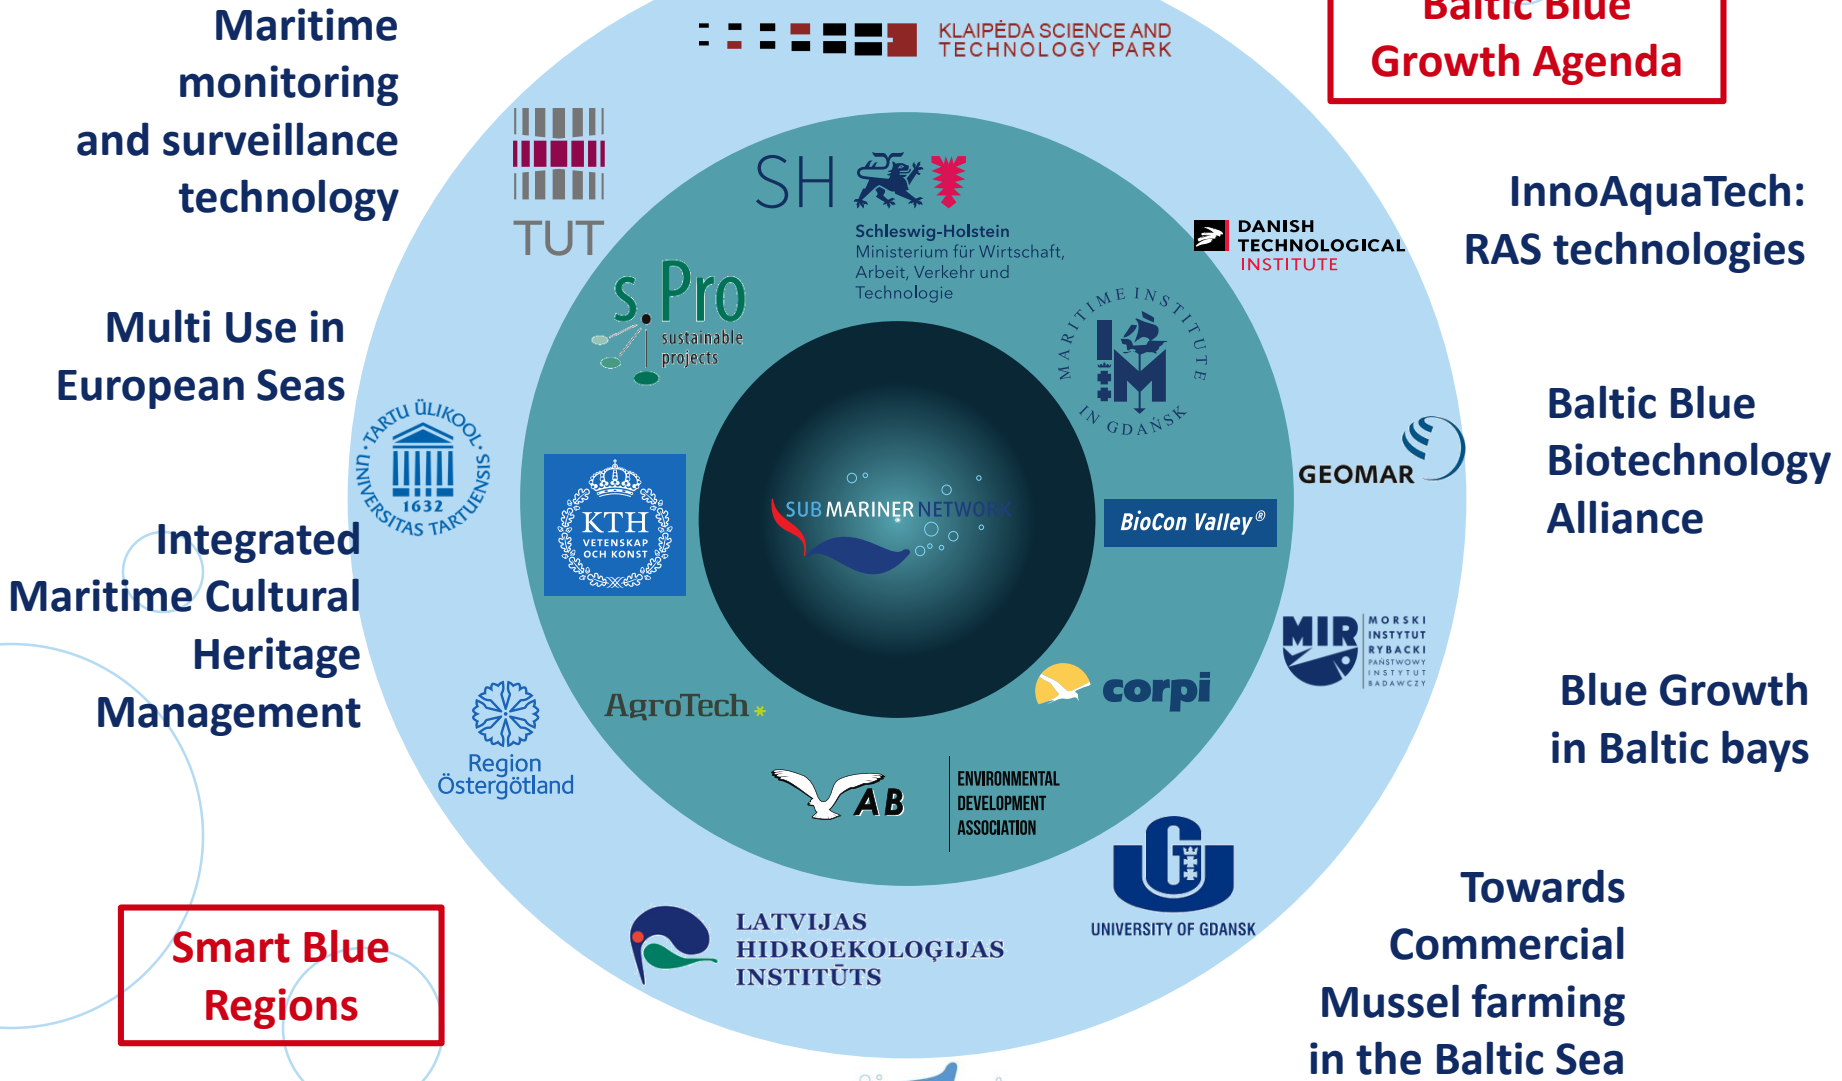 Maritime
monitoring
and surveillance
technology
KLAIPĖDA SCIENCE AND
TECHNOLOGY PARK
Baltic Blue
Growth Agenda
TUT
SH
Schleswig-Holstein
Ministerium für Wirtschaft,
Arbeit, Verkehr und
Technologie
DANISH
TECHNOLOGICAL
INSTITUTE
InnoAquaTech:
RAS technologies
s.Pro
sustainable
projects
MARITIME INSTITUTE
IN GDAŃSK
IM
Multi Use in
European Seas
TARTU ÜLIKOOL
1632
UNIVERSITAS TARTUENSIS
GEOMAR
Baltic Blue
Biotechnology
Alliance
KTH
VETENSKAP
OCH KONST
SUBMARINER NETWORK
BioCon Valley®
Integrated
Maritime Cultural
Heritage
Management
MIR
MORSKI
INSTYTUT
RYBACKI
PAŃSTWOWY
INSTYTUT
BADAWCZY
AgroTech
corpi
Blue Growth
in Baltic bays
Region
Östergötland
AB
ENVIRONMENTAL
DEVELOPMENT
ASSOCIATION
UG
UNIVERSITY OF GDANSK
LATVIJAS
HIDROEKOLOĢIJAS
INSTITŪTS
Smart Blue
Regions
Towards
Commercial
Mussel farming
in the Baltic Sea